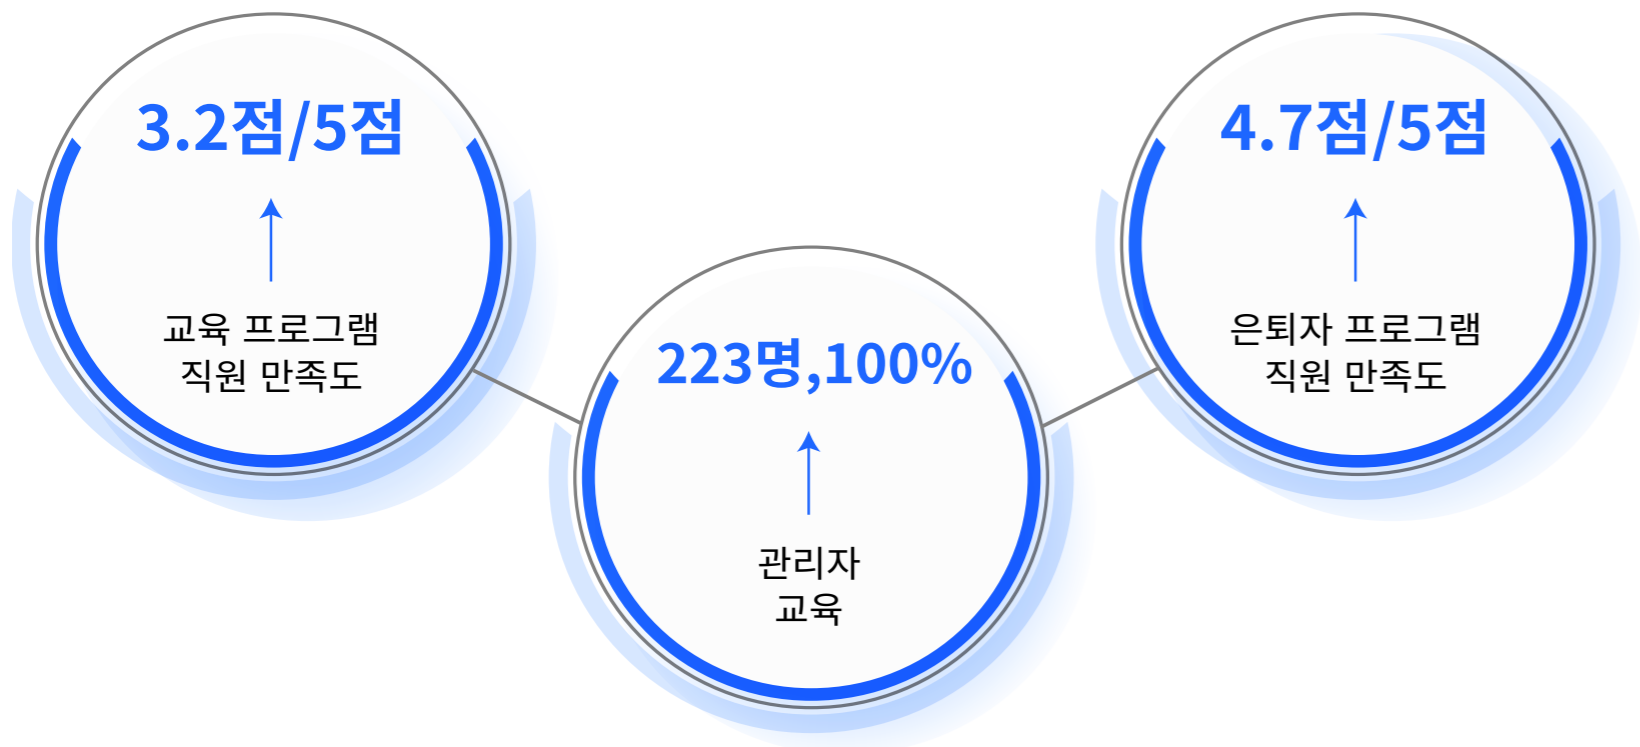 3.2점/5점
교육 프로그램
직원 만족도
223명,100%
관리자
교육
4.7점/5점
은퇴자 프로그램
직원 만족도